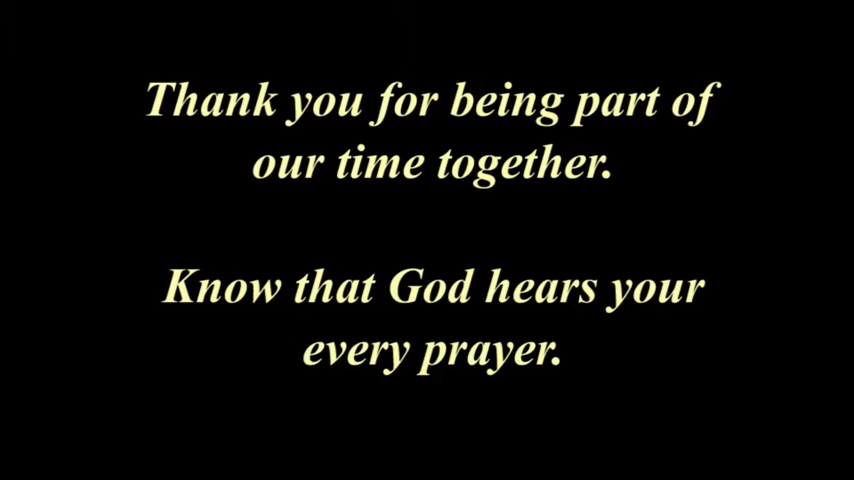 Thank you for being part of
our time together.
Know that God hears your
every prayer.